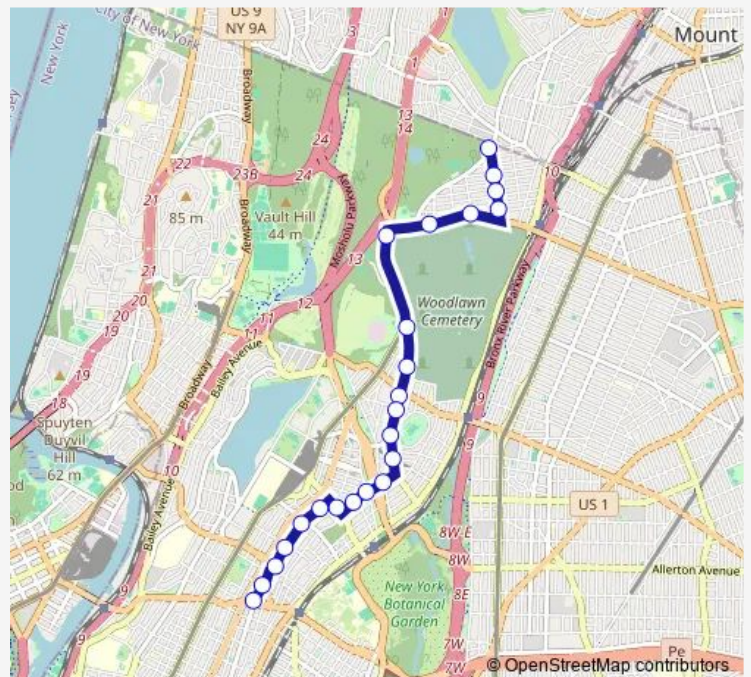 US 9
NY 9A
City of New York
New York
Mount
3
1
13
14
24
22
23B
24
10
21
Broadway
85 m
Vault Hill
44 m
Mosholu Parkway
13
21
12
11
11
20
20
19
Woodlawn
Cemetery
Broadway
Bailey Avenue
Bronx River Parkway
19
18
Spuyten
Duyvil
Hill
62 m
9
9
10
Bailey Avenue
US 1
8W-E
8W
Allerton Avenue
New York
Botanical
Garden
8E
9
7W
7W
Pe
© OpenStreetMap contributors